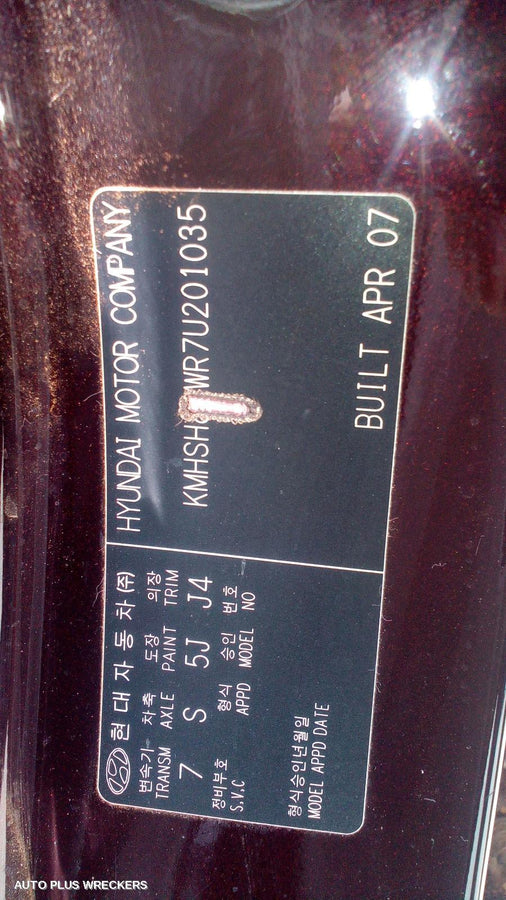 현대자동차(주) HYUNDAI MOTOR COMPANY
변속기 차축 도장 의장
TRANSM AXLE PAINT TRIM
7 S 5J J4
정비부호 형식 승인 번호
S.V.C APPD MODEL NO
형식승인년월일
MODEL APPD DATE
BUILT APR 07
AUTO PLUS WRECKERS